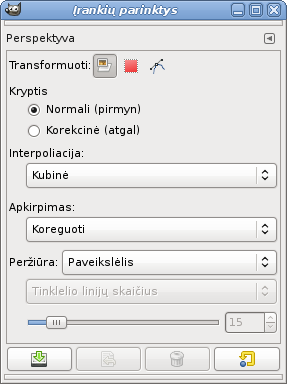 Įrankių parinktys
Perspektyva
Transformuoti:
Kryptis
Normali (pirmyn)
Korekcinė (atgal)
Interpoliacija:
Kubinė
Apkirpimas:
Koreguoti
Peržiūra: Paveikslėlis
Tinklelio linijų skaičius
15